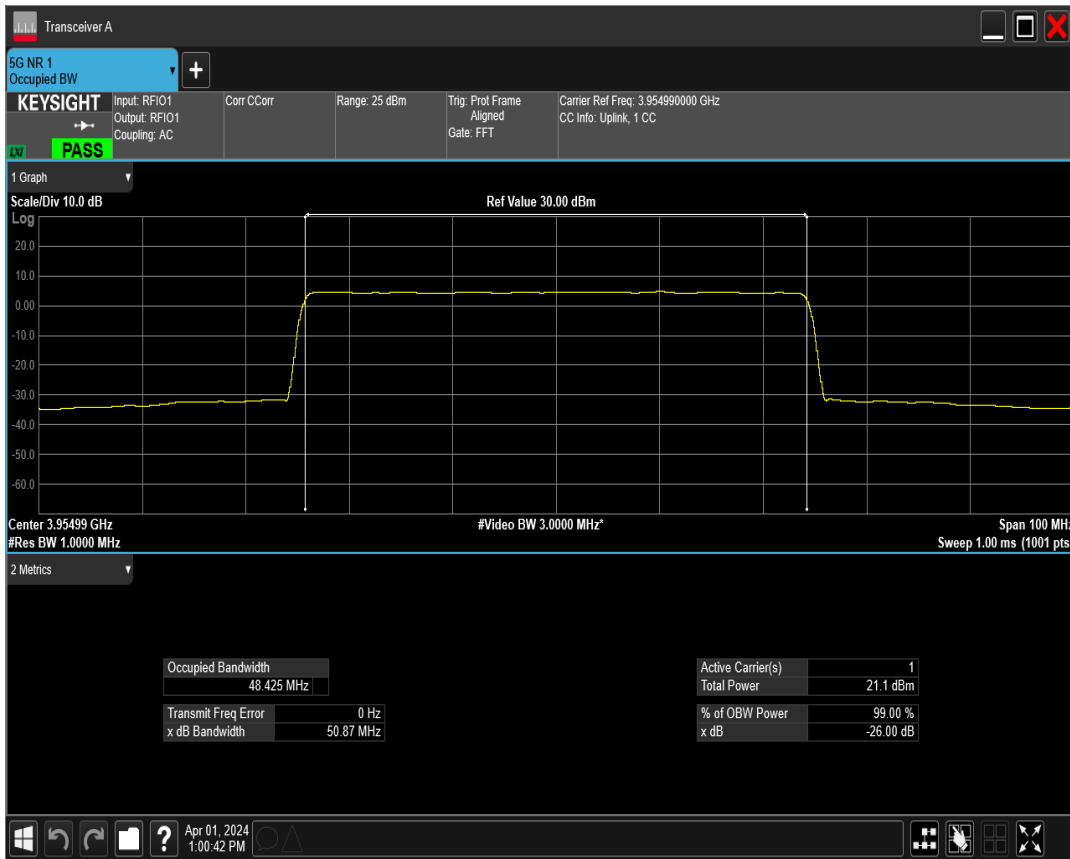 Transceiver A
5G NR 1
Occupied BW
+
KEYSIGHT
LXI
PASS
Input: RFIO1
Output: RFIO1
Coupling: AC
Corr CCorr
Range: 25 dBm
Trig: Prot Frame
Aligned
Gate: FFT
Carrier Ref Freq: 3.954990000 GHz
CC Info: Uplink, 1 CC
1 Graph
Scale/Div 10.0 dB
Ref Value 30.00 dBm
Log
20.0
10.0
0.00
-10.0
-20.0
-30.0
-40.0
-50.0
-60.0
Center 3.95499 GHz
#Video BW 3.0000 MHz*
Span 100 MHz
#Res BW 1.0000 MHz
Sweep 1.00 ms (1001 pts
2 Metrics
Occupied Bandwidth
48.425 MHz
Transmit Freq Error 0 Hz
x dB Bandwidth 50.87 MHz
Active Carrier(s) 1
Total Power 21.1 dBm
% of OBW Power 99.00 %
x dB -26.00 dB
?
Apr 01, 2024
1:00:42 PM